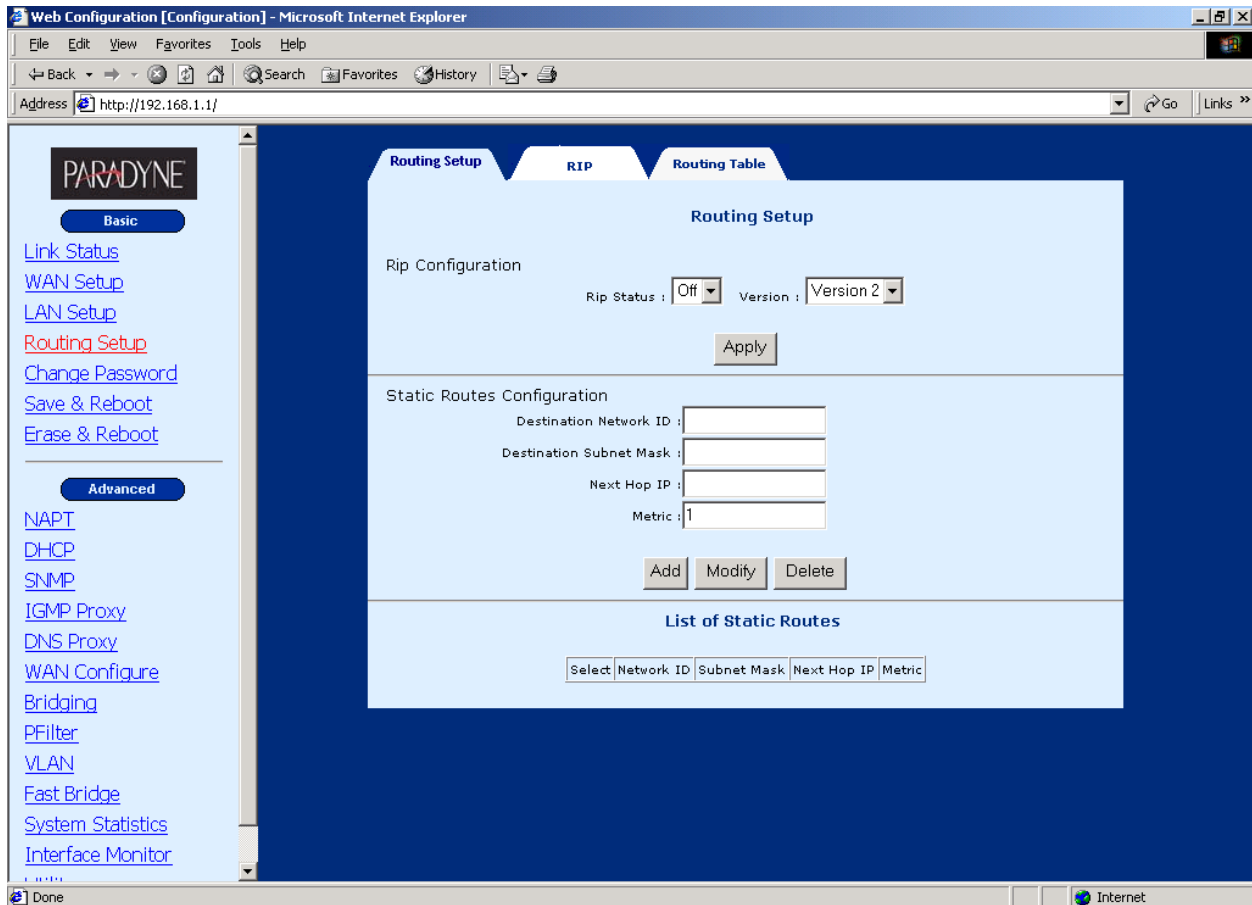 Web Configuration [Configuration] - Microsoft Internet Explorer
File Edit View Favorites Tools Help
Back Search Favorites History
Address http://192.168.1.1/ Go Links »
PARADYNE
Basic
Link Status
WAN Setup
LAN Setup
Routing Setup
Change Password
Save & Reboot
Erase & Reboot
Advanced
NAPT
DHCP
SNMP
IGMP Proxy
DNS Proxy
WAN Configure
Bridging
PFilter
VLAN
Fast Bridge
System Statistics
Interface Monitor
Routing Setup RIP Routing Table
Routing Setup
Rip Configuration
Rip Status : Off Version : Version 2
Apply
Static Routes Configuration
Destination Network ID :
Destination Subnet Mask :
Next Hop IP :
Metric : 1
Add Modify Delete
List of Static Routes
Select Network ID Subnet Mask Next Hop IP Metric
Done Internet